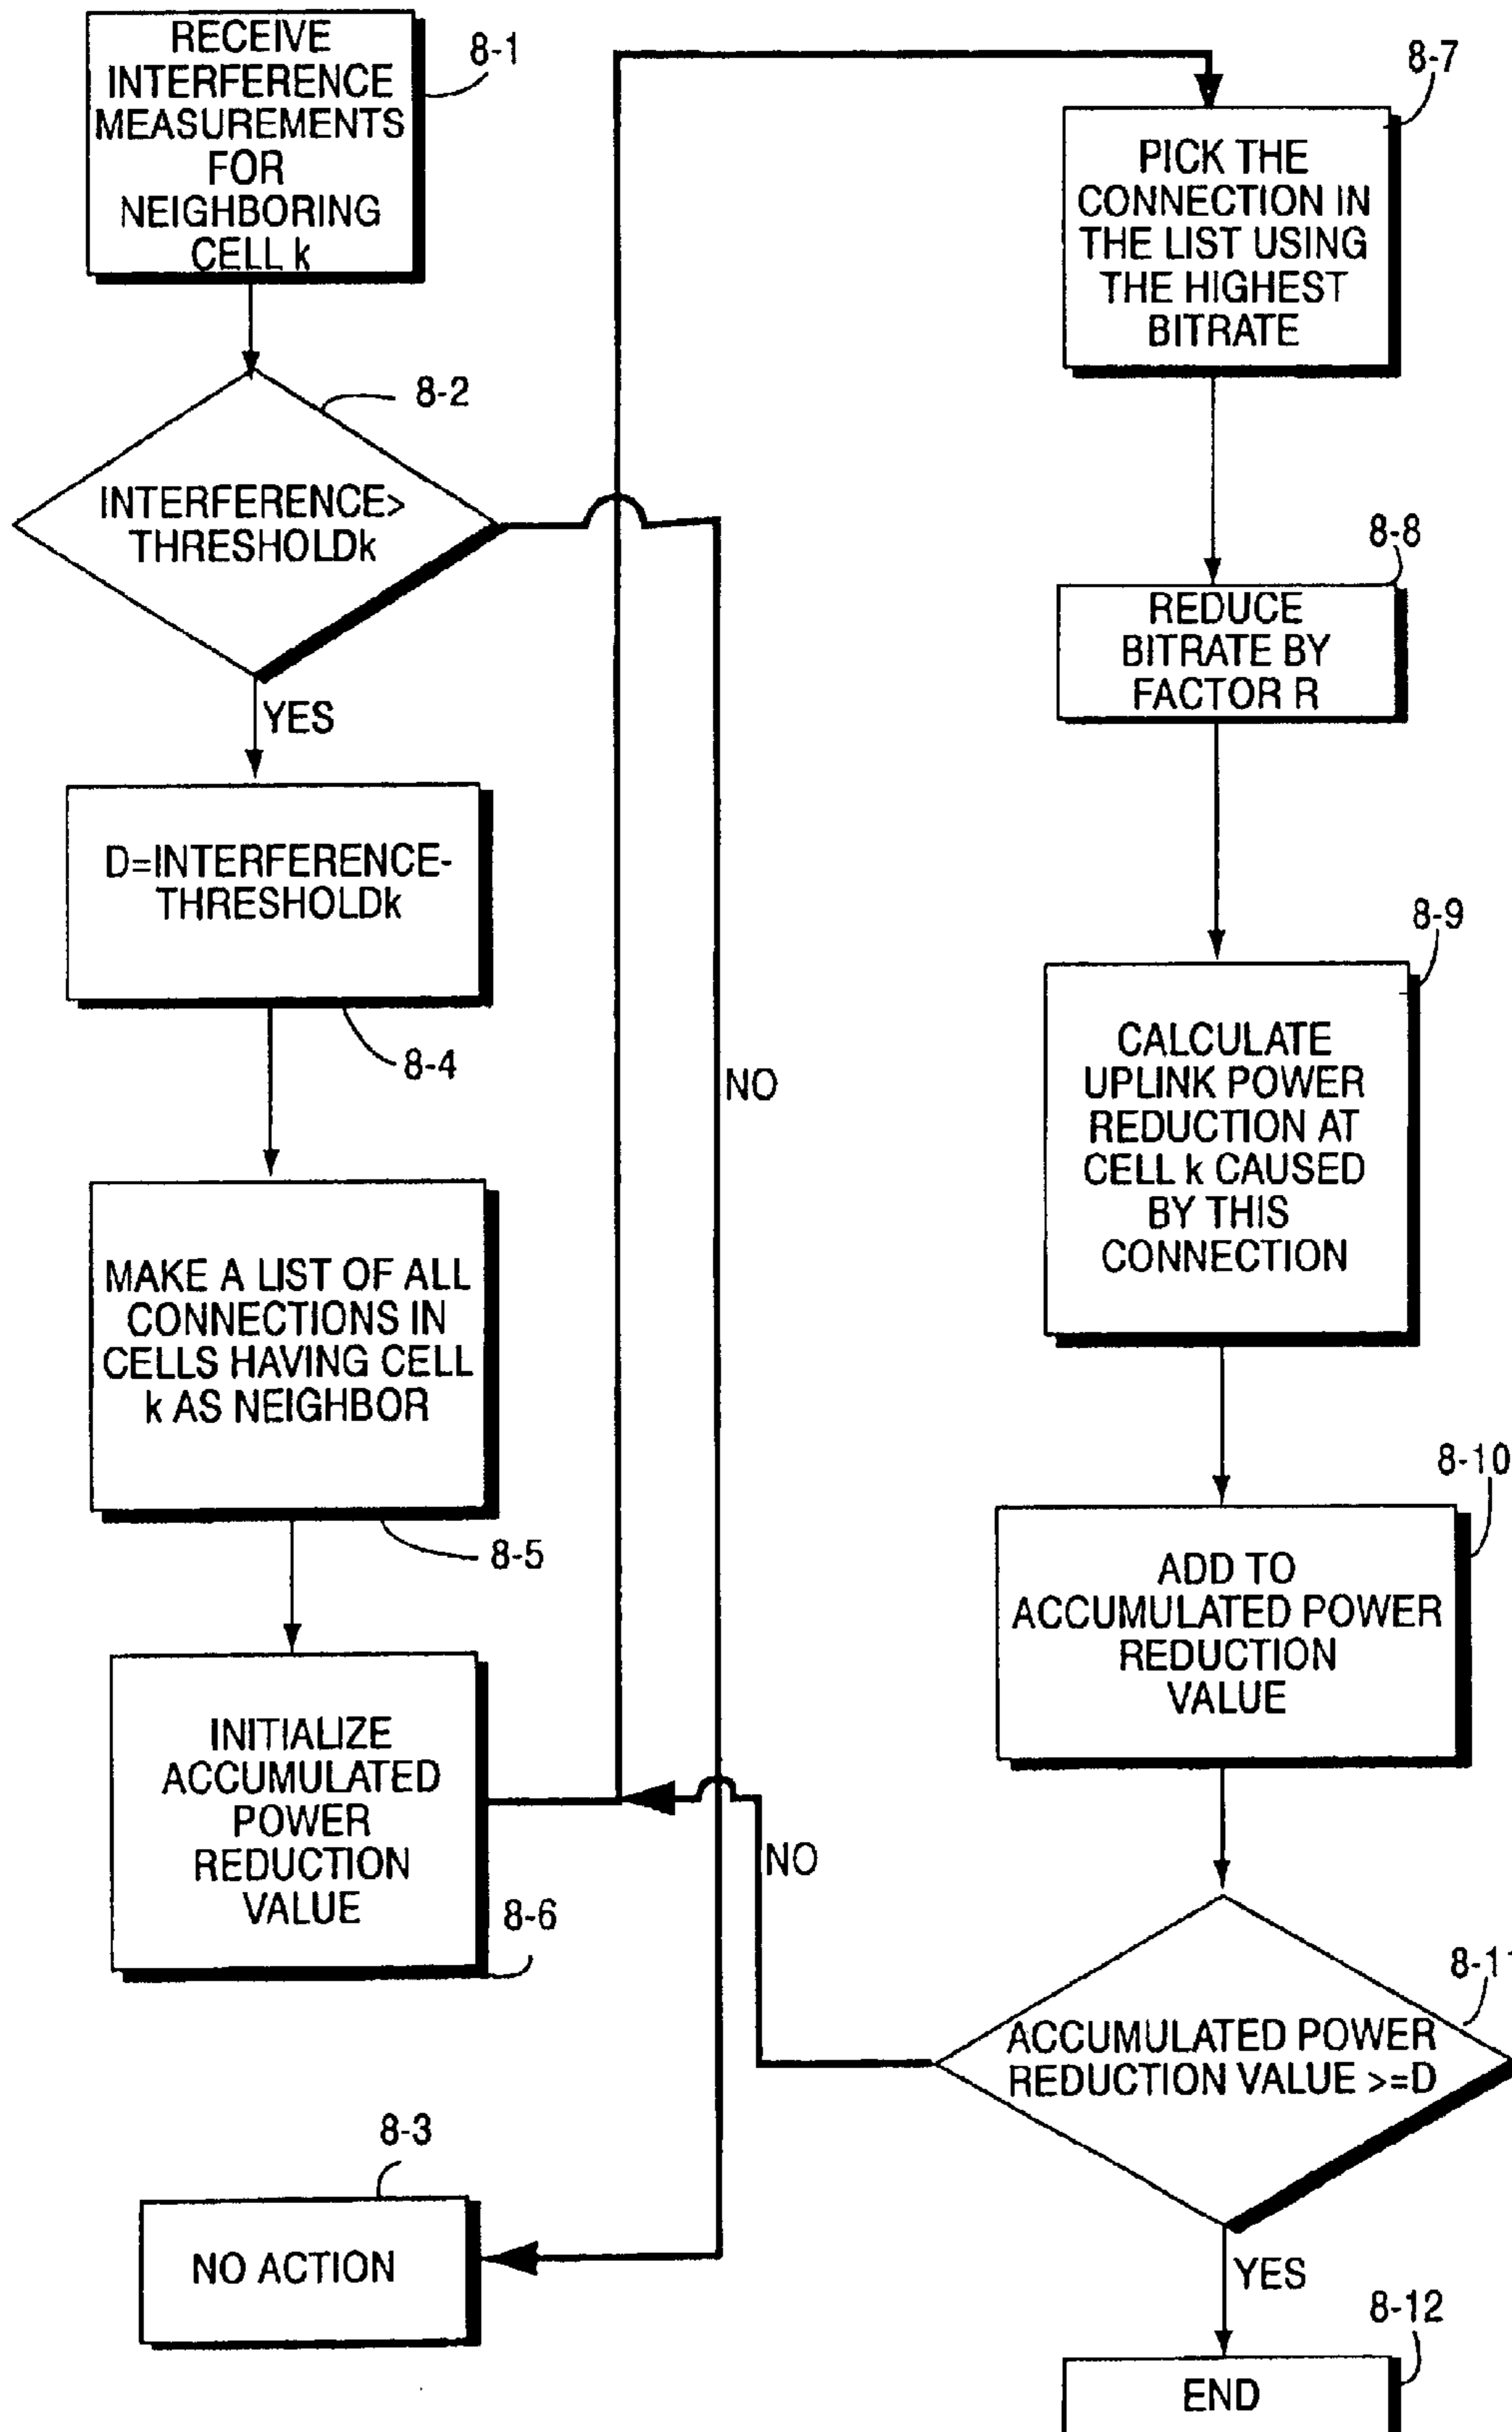 RECEIVE
INTERFERENCE
MEASUREMENTS
FOR
NEIGHBORING
CELL k
8-1
8-2
INTERFERENCE>
THRESHOLDk
YES
D=INTERFERENCE-
THRESHOLDk
8-4
NO
MAKE A LIST OF ALL
CONNECTIONS IN
CELLS HAVING CELL
k AS NEIGHBOR
8-5
INITIALIZE
ACCUMULATED
POWER
REDUCTION
VALUE
8-6
8-3
NO ACTION
8-7
PICK THE
CONNECTION IN
THE LIST USING
THE HIGHEST
BITRATE
8-8
REDUCE
BITRATE BY
FACTOR R
8-9
CALCULATE
UPLINK POWER
REDUCTION AT
CELL k CAUSED
BY THIS
CONNECTION
8-10
ADD TO
ACCUMULATED POWER
REDUCTION
VALUE
NO
8-11
ACCUMULATED POWER
REDUCTION VALUE >=D
YES
8-12
END